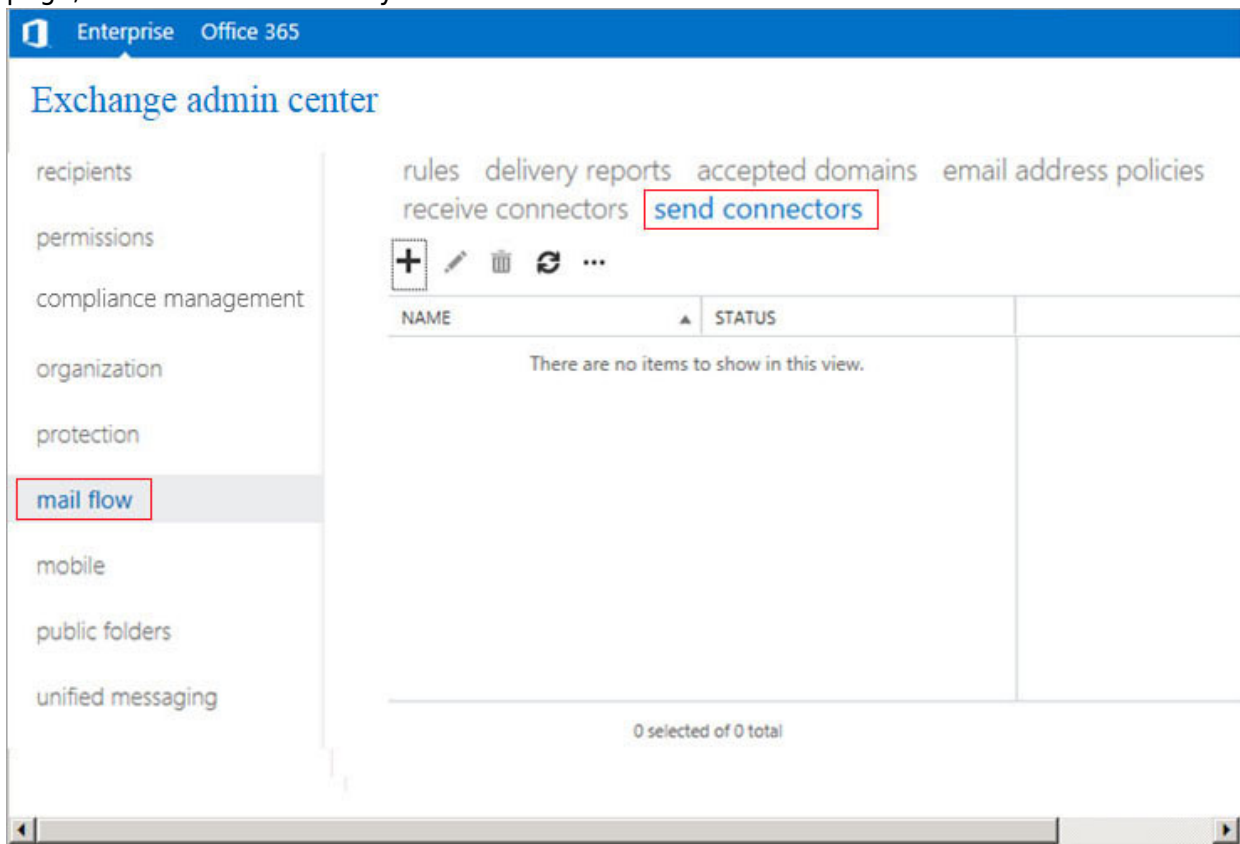 Enterprise Office 365
Exchange admin center
recipients
permissions
compliance management
organization
protection
mail flow
mobile
public folders
unified messaging
rules delivery reports accepted domains email address policies
receive connectors send connectors
NAME STATUS
There are no items to show in this view.
0 selected of 0 total